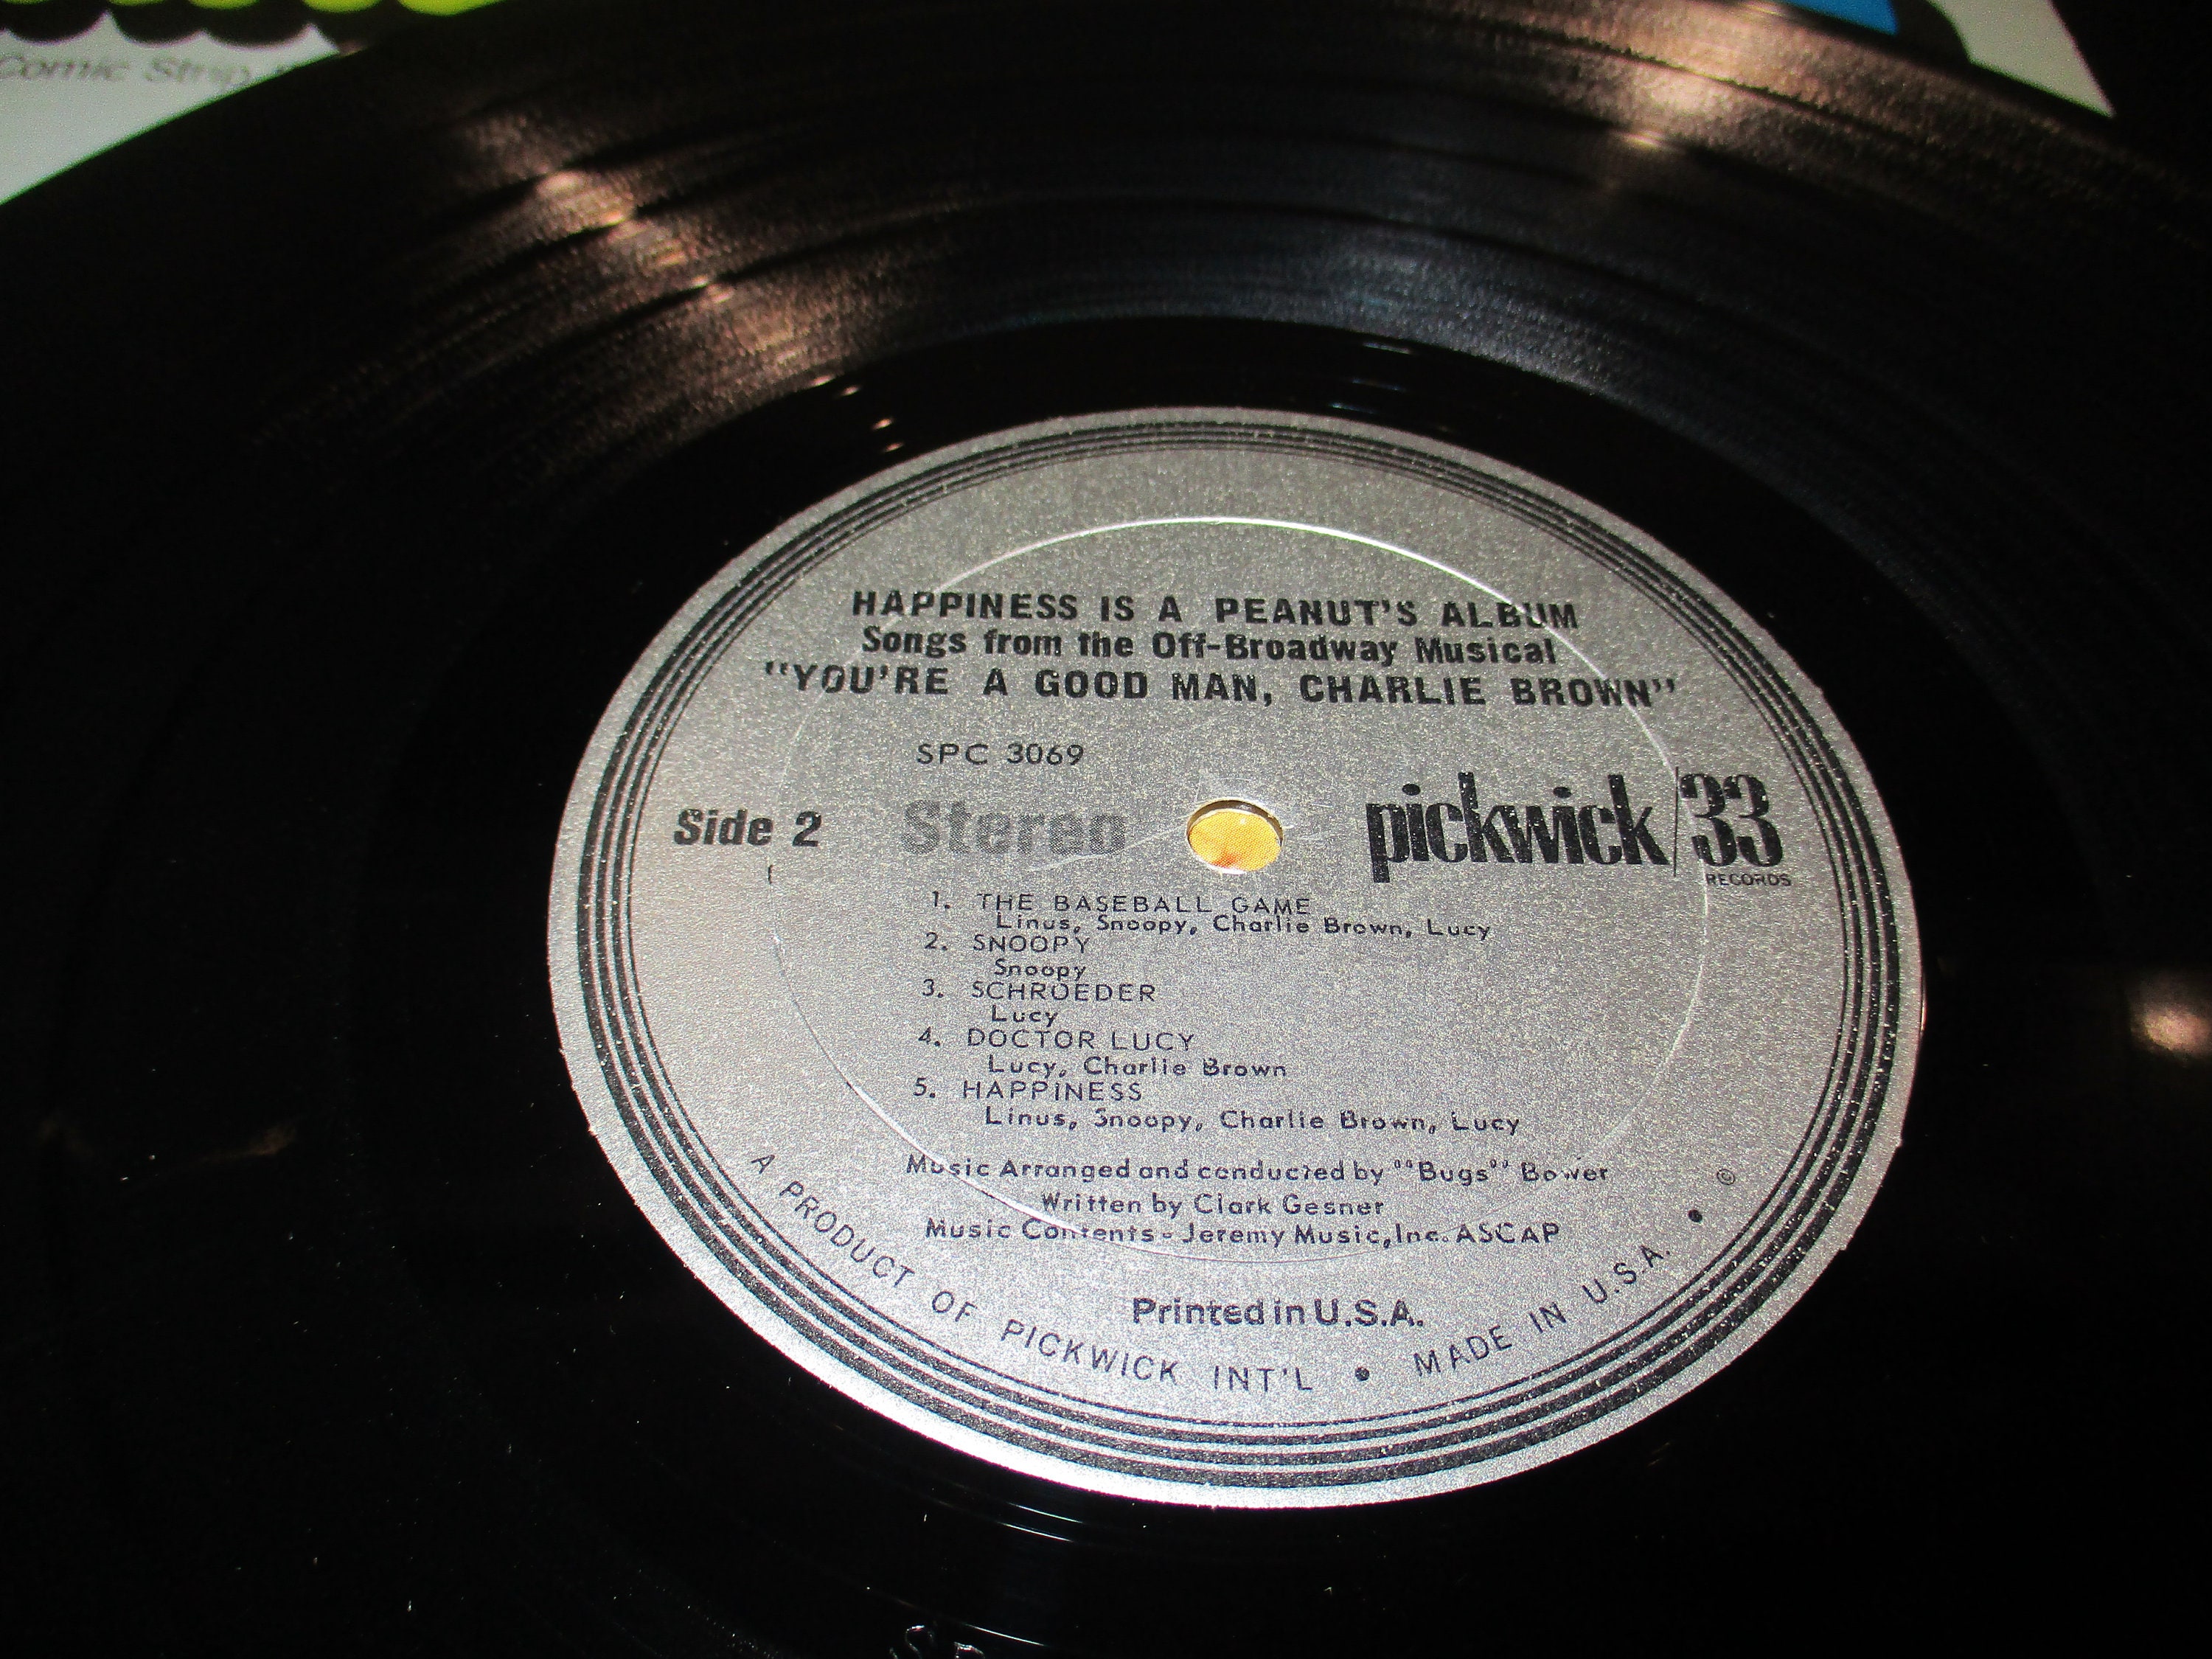 Comic Strip
HAPPINESS IS A PEANUT'S ALBUM
Songs from the Off-Broadway Musical
"YOU'RE A GOOD MAN, CHARLIE BROWN"
SPC 3069
Side 2 Stereo pickwick/33
RECORDS
1. THE BASEBALL GAME
Linus, Snoopy, Charlie Brown, Lucy
2. SNOOPY
Snoopy
3. SCHROEDER
Lucy
4. DOCTOR LUCY
Lucy, Charlie Brown
5. HAPPINESS
Linus, Snoopy, Charlie Brown, Lucy
Music Arranged and conducted by "Bugs" Bower
©
Written by Clark Gesner
Music Contents - Jeremy Music, Inc. ASCAP
Printed in U.S.A.
A PRODUCT OF PICKWICK INT'L • MADE IN U.S.A. •